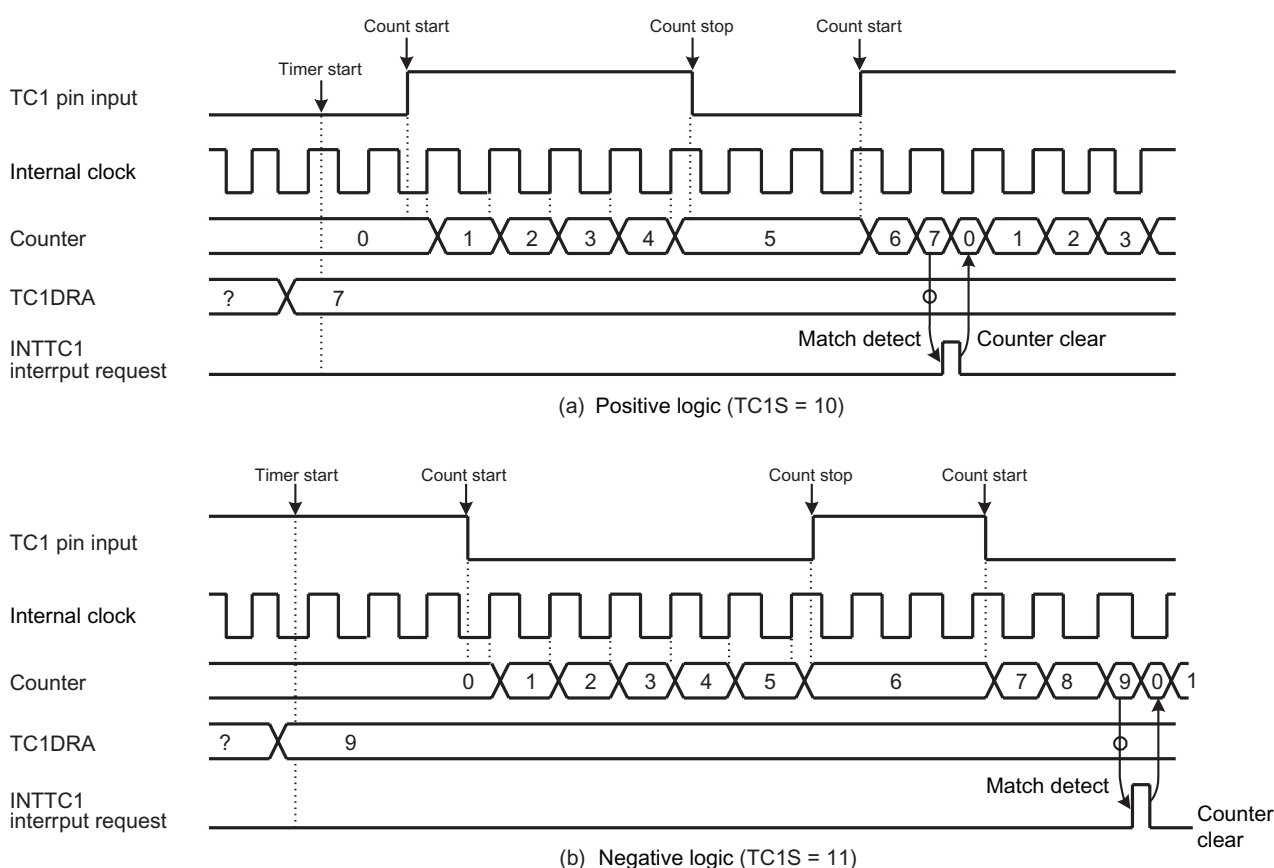 Count start Count stop Count start
Timer start
TC1 pin input
Internal clock
Counter 0 1 2 3 4 5 6 7 0 1 2 3
TC1DRA ? 7
Match detect Counter clear
INTTC1
interrput request
(a) Positive logic (TC1S = 10)
Timer start Count start Count stop Count start
TC1 pin input
Internal clock
Counter 0 1 2 3 4 5 6 7 8 9 0 1
TC1DRA ? 9
Match detect
INTTC1
interrput request
Counter
clear
(b) Negative logic (TC1S = 11)